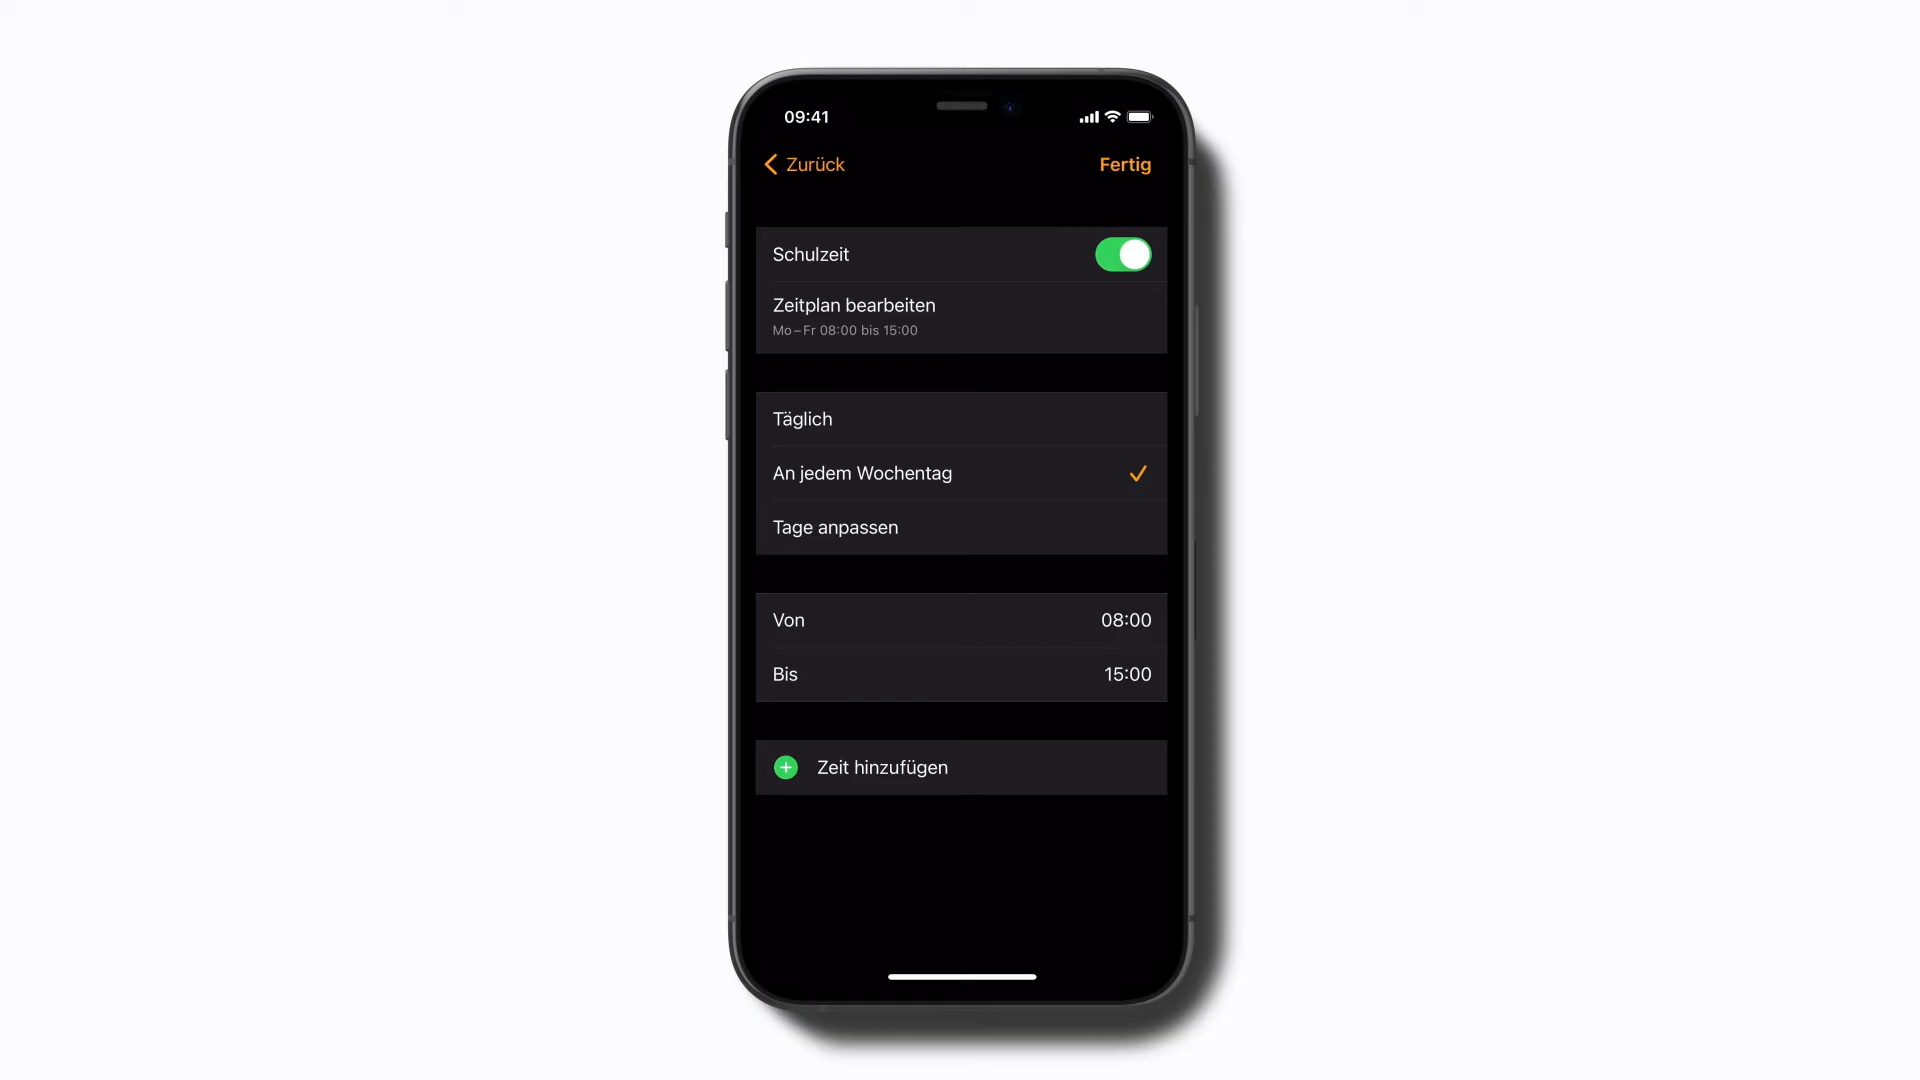 09:41
Zurück Fertig
Schulzeit
Zeitplan bearbeiten
Mo–Fr 08:00 bis 15:00
Täglich
An jedem Wochentag
Tage anpassen
Von 08:00
Bis 15:00
Zeit hinzufügen